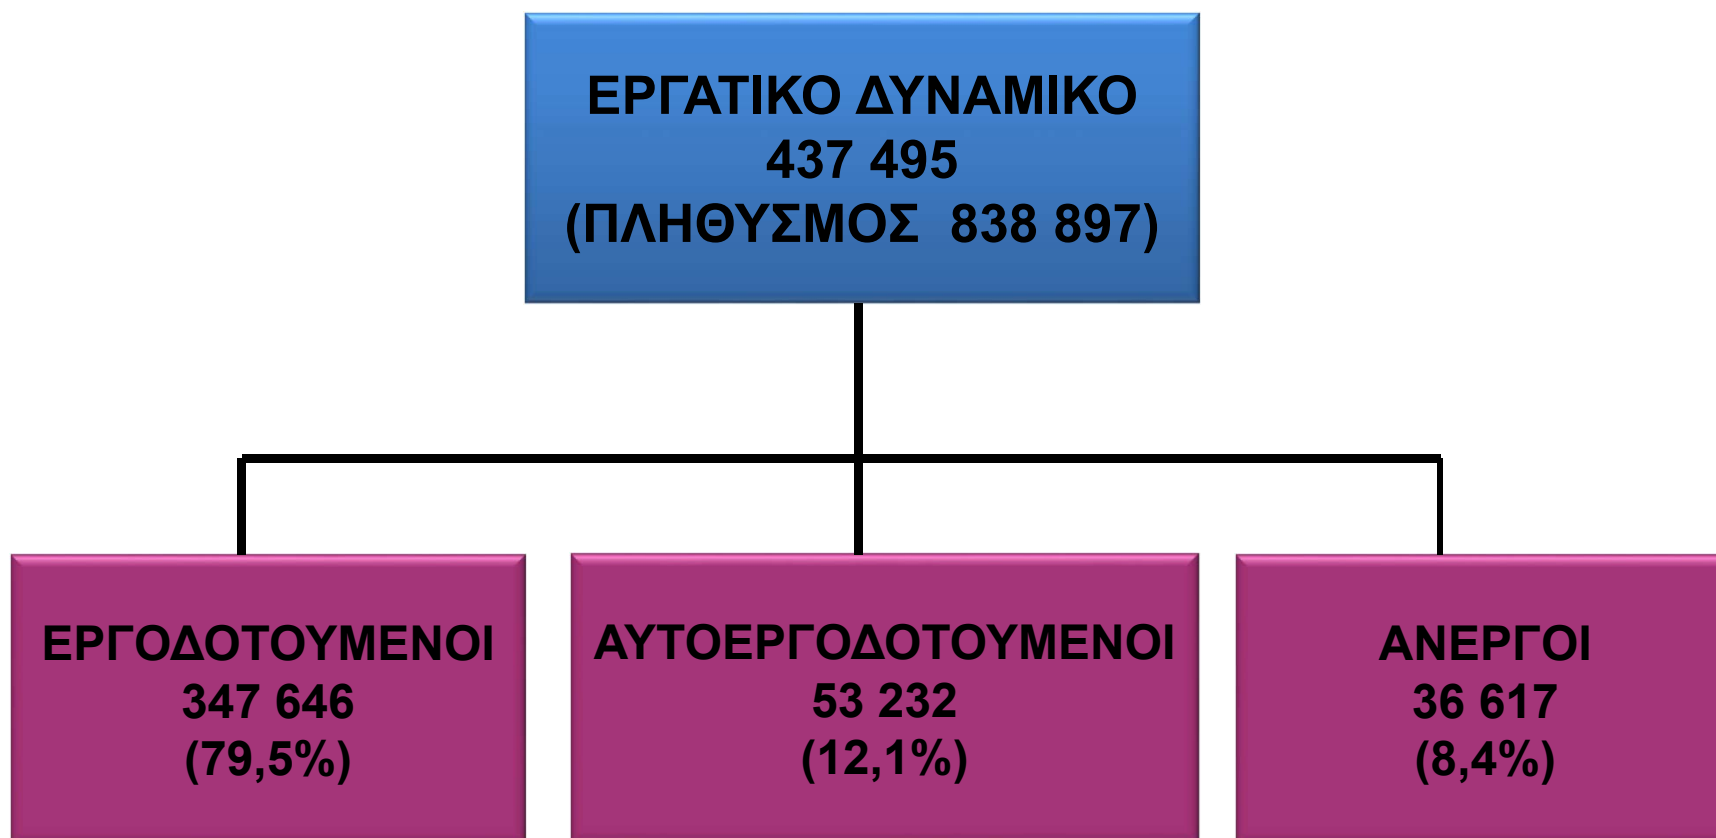 ΕΡΓΑΤΙΚΟ ΔΥΝΑΜΙΚΟ
437 495
(ΠΛΗΘΥΣΜΟΣ 838 897)
ΕΡΓΟΔΟΤΟΥΜΕΝΟΙ
347 646
(79,5%)
ΑΥΤΟΕΡΓΟΔΟΤΟΥΜΕΝΟΙ
53 232
(12,1%)
ΑΝΕΡΓΟΙ
36 617
(8,4%)